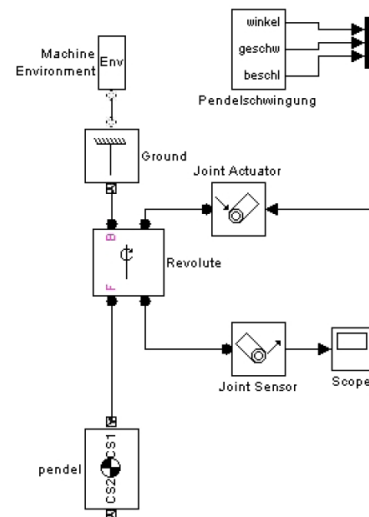 winkel
geschw
beschl
Pendelschwingung
Machine
Environment
Env
Ground
Joint Actuator
B
Revolute
F
Joint Sensor
Scope
CS1
pendel
CS2